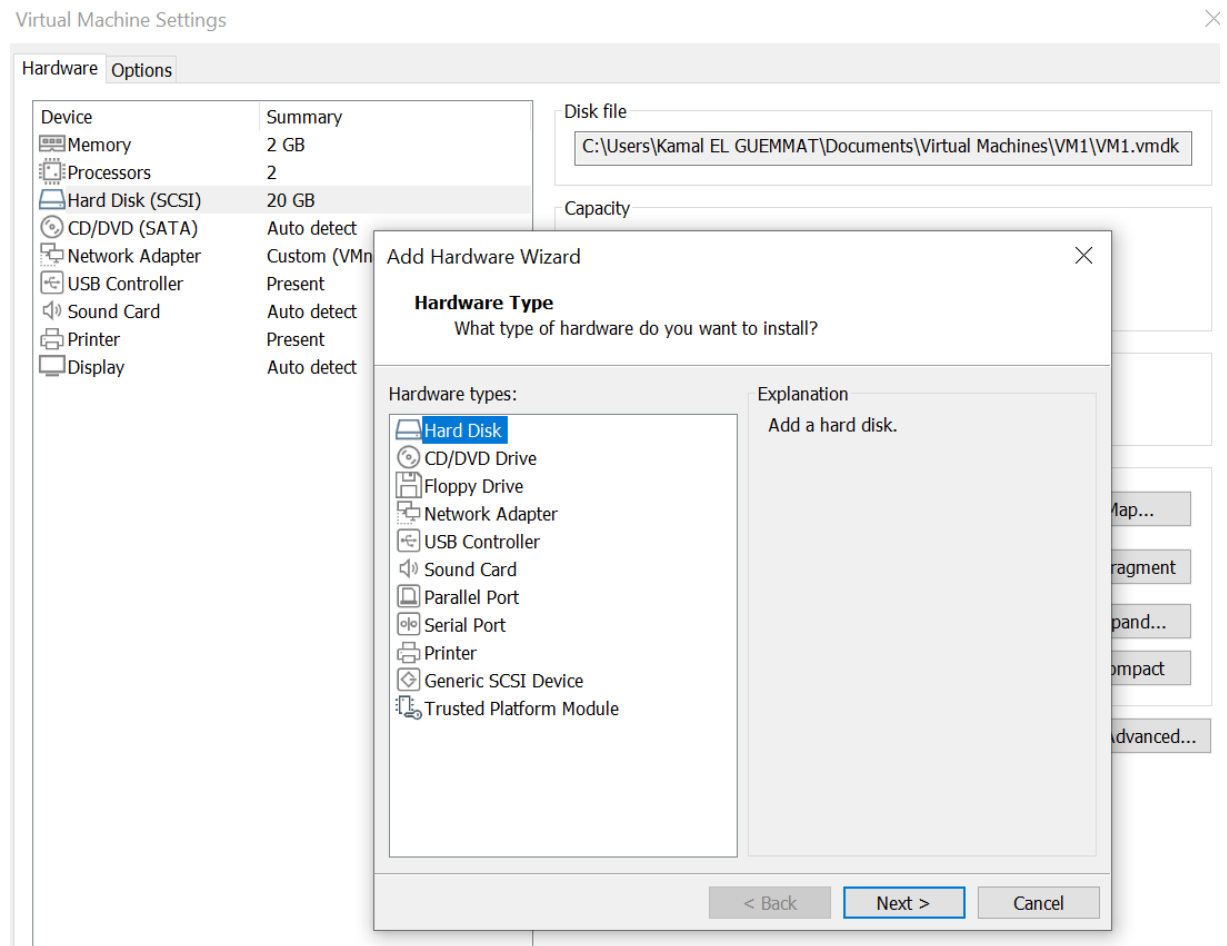 Virtual Machine Settings
Hardware Options
Device Summary
Memory 2 GB
Processors 2
Hard Disk (SCSI) 20 GB
CD/DVD (SATA) Auto detect
Network Adapter Custom (VMn
USB Controller Present
Sound Card Auto detect
Printer Present
Display Auto detect
Disk file
C:\Users\Kamal EL GUEMMAT\Documents\Virtual Machines\VM1\VM1.vmdk
Capacity
Add Hardware Wizard
Hardware Type
What type of hardware do you want to install?
Hardware types:
Hard Disk
CD/DVD Drive
Floppy Drive
Network Adapter
USB Controller
Sound Card
Parallel Port
Serial Port
Printer
Generic SCSI Device
Trusted Platform Module
Explanation
Add a hard disk.
< Back Next > Cancel
Map...
ragment
pand...
ompact
Advanced...